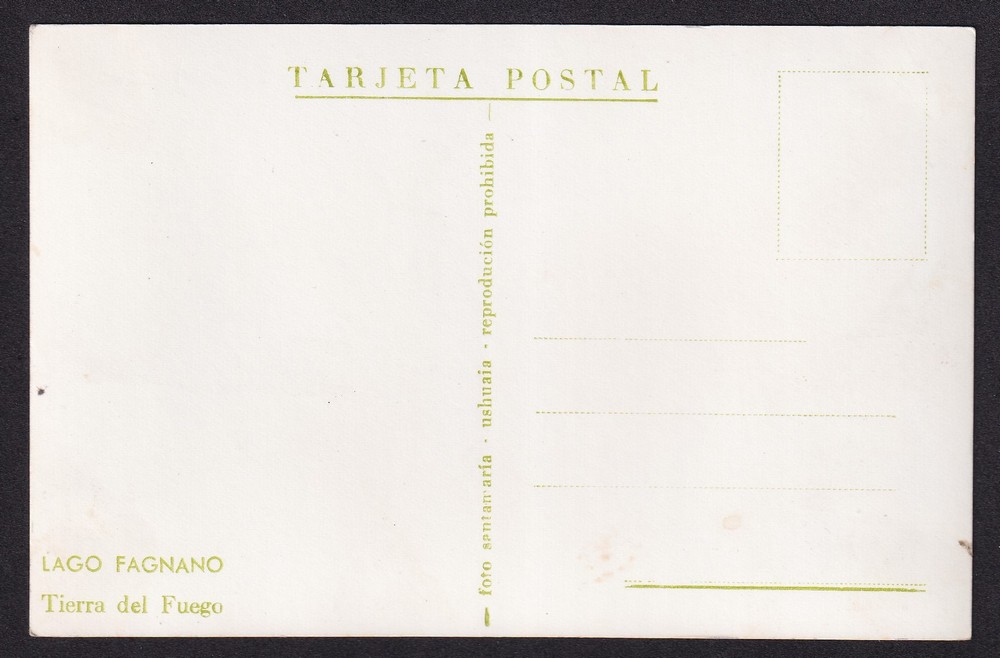 TARJETA POSTAL
foto santamaría - ushuaia - reprodución prohibida
LAGO FAGNANO
Tierra del Fuego